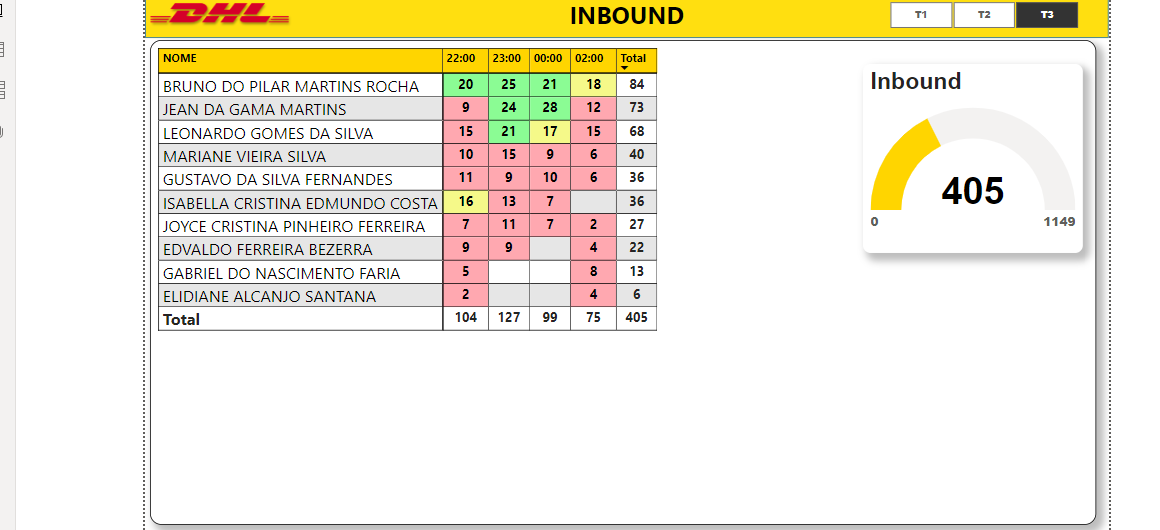 DHL INBOUND T1 T2 T3
NOME 22:00 23:00 00:00 02:00 Total
BRUNO DO PILAR MARTINS ROCHA 20 25 21 18 84
JEAN DA GAMA MARTINS 9 24 28 12 73
LEONARDO GOMES DA SILVA 15 21 17 15 68
MARIANE VIEIRA SILVA 10 15 9 6 40
GUSTAVO DA SILVA FERNANDES 11 9 10 6 36
ISABELLA CRISTINA EDMUNDO COSTA 16 13 7 36
JOYCE CRISTINA PINHEIRO FERREIRA 7 11 7 2 27
EDVALDO FERREIRA BEZERRA 9 9 4 22
GABRIEL DO NASCIMENTO FARIA 5 8 13
ELIDIANE ALCANJO SANTANA 2 4 6
Total 104 127 99 75 405
Inbound
405
0 1149